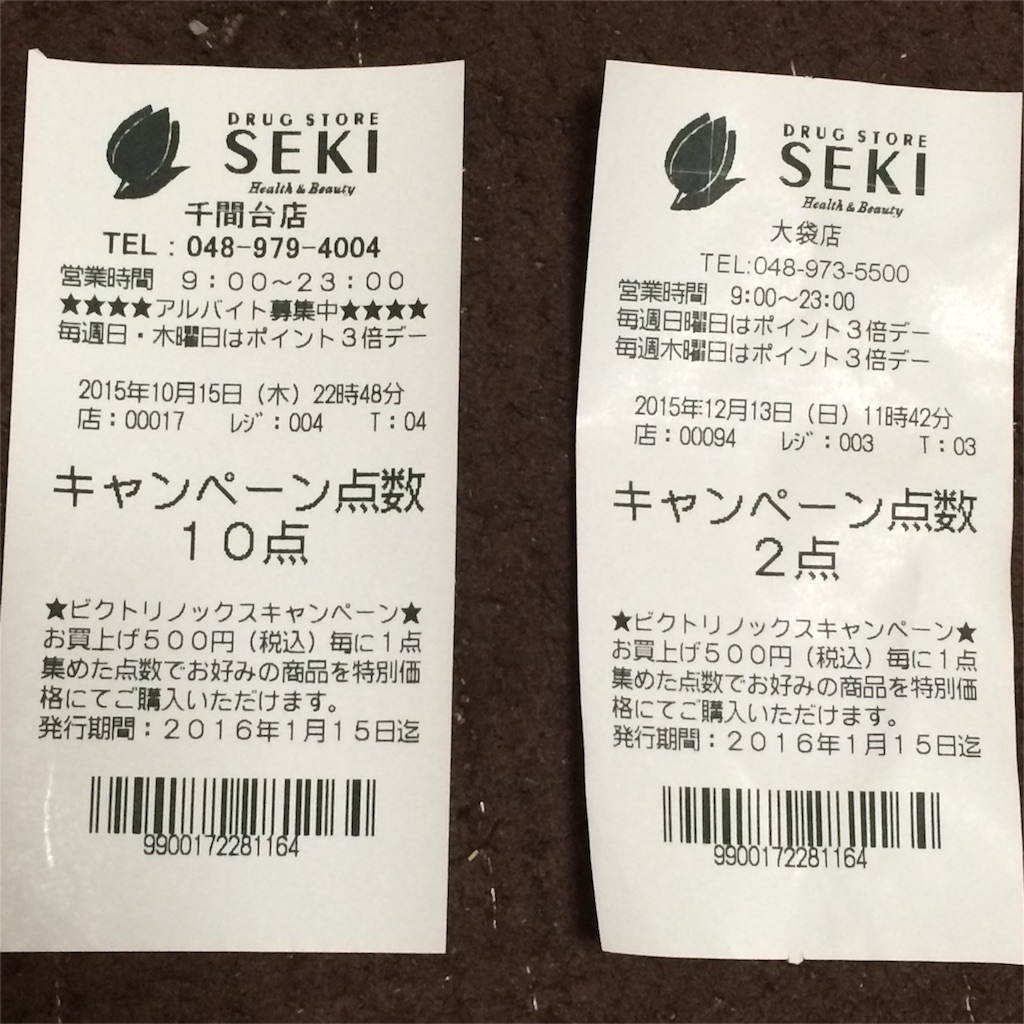 DRUG STORE
SEKI
Health & Beauty
千間台店
TEL：048-979-4004
営業時間　９：００～２３：００
★★★★アルバイト募集中★★★★
毎週日・木曜日はポイント３倍デー
2015年10月15日（木）22時48分
店：00017　ﾚｼﾞ：004　T：04
キャンペーン点数
１０点
★ビクトリノックスキャンペーン★
お買上げ５００円（税込）毎に１点
集めた点数でお好みの商品を特別価
格にてご購入いただけます。
発行期間：２０１６年１月１５日迄
9900172281164
DRUG STORE
SEKI
Health & Beauty
大袋店
TEL:048-973-5500
営業時間　9:00～23:00
毎週日曜日はポイント３倍デー
毎週木曜日はポイント３倍デー
2015年12月13日（日）11時42分
店：00094　ﾚｼﾞ：003　T：03
キャンペーン点数
２点
★ビクトリノックスキャンペーン★
お買上げ５００円（税込）毎に１点
集めた点数でお好みの商品を特別価
格にてご購入いただけます。
発行期間：２０１６年１月１５日迄
9900172281164